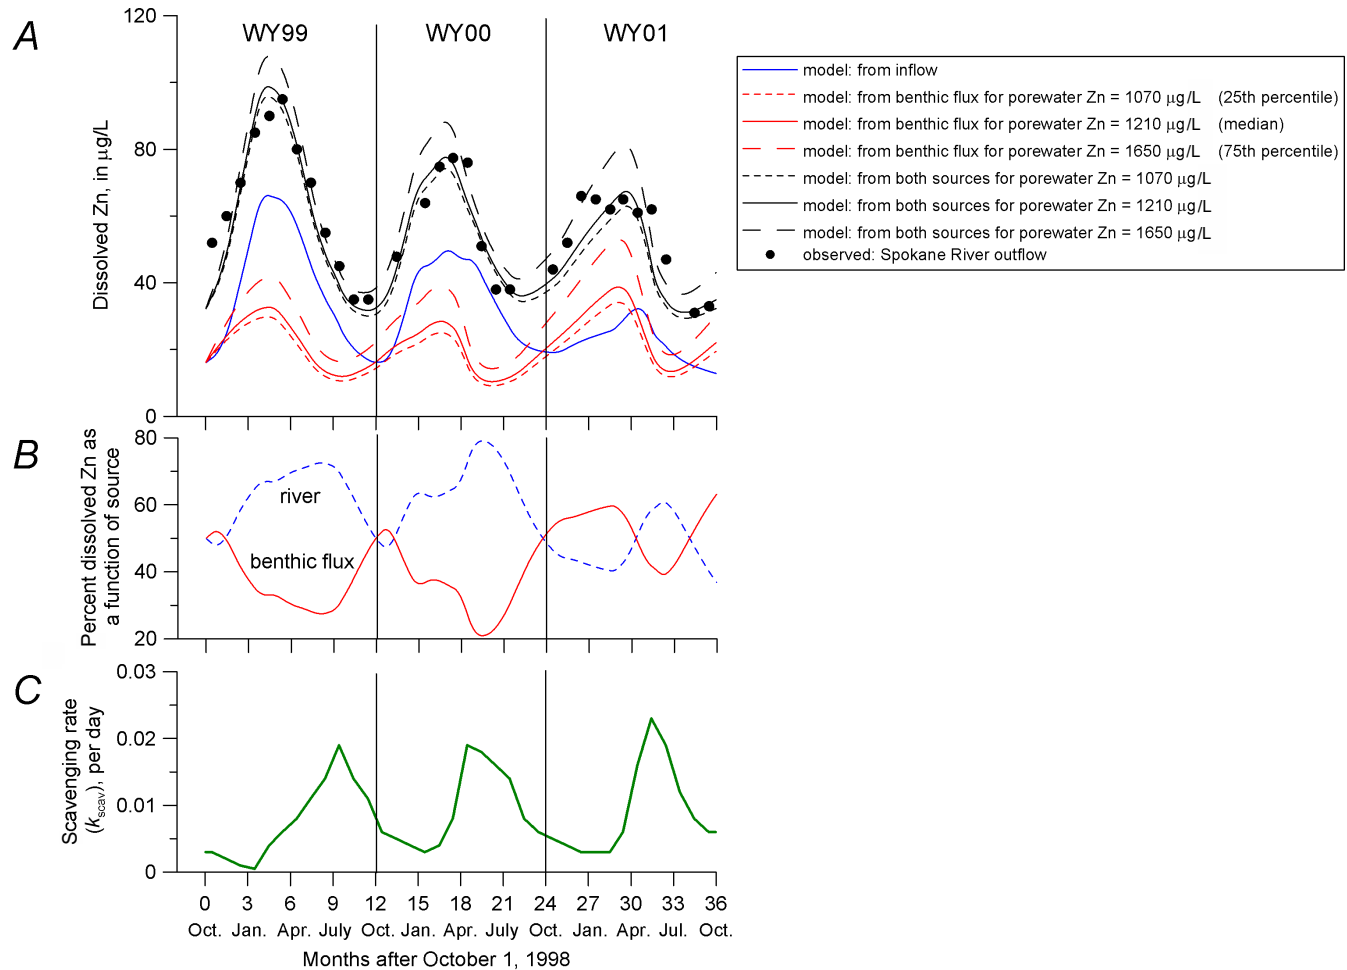 A
120
80
40
0
Dissolved Zn, in µg/L
WY99
WY00
WY01
model: from inflow
model: from benthic flux for porewater Zn = 1070 µg/L (25th percentile)
model: from benthic flux for porewater Zn = 1210 µg/L (median)
model: from benthic flux for porewater Zn = 1650 µg/L (75th percentile)
model: from both sources for porewater Zn = 1070 µg/L
model: from both sources for porewater Zn = 1210 µg/L
model: from both sources for porewater Zn = 1650 µg/L
observed: Spokane River outflow
B
80
60
40
20
Percent dissolved Zn as
a function of source
river
benthic flux
C
0.03
0.02
0.01
0
Scavenging rate
(kscav), per day
0 3 6 9 12 15 18 21 24 27 30 33 36
Oct. Jan. Apr. July Oct. Jan. Apr. July Oct. Jan. Apr. Jul. Oct.
Months after October 1, 1998